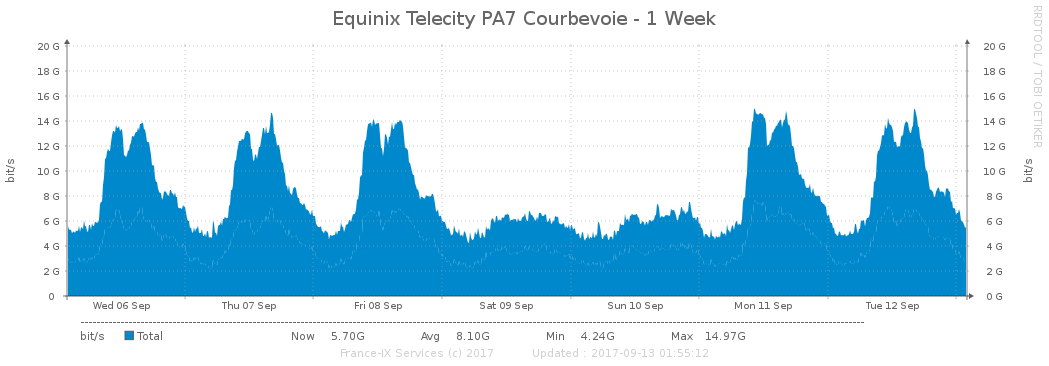 Equinix Telecity PA7 Courbevoie - 1 Week
RRDTOOL / TOBI OETIKER
bit/s
20 G
18 G
16 G
14 G
12 G
10 G
8 G
6 G
4 G
2 G
0
20 G
18 G
16 G
14 G
12 G
10 G
8 G
6 G
4 G
2 G
0 G
bit/s
Wed 06 Sep Thu 07 Sep Fri 08 Sep Sat 09 Sep Sun 10 Sep Mon 11 Sep Tue 12 Sep
bit/s Total Now 5.70G Avg 8.10G Min 4.24G Max 14.97G
France-IX Services (c) 2017 Updated : 2017-09-13 01:55:12